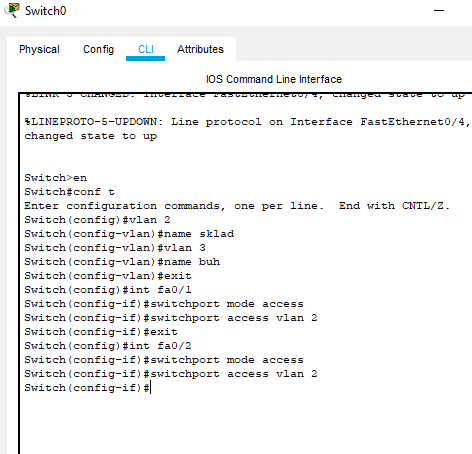 Switch0
Physical Config CLI Attributes
IOS Command Line Interface
%LINK-5-CHANGED: Interface FastEthernet0/4, changed state to up
%LINEPROTO-5-UPDOWN: Line protocol on Interface FastEthernet0/4,
changed state to up
Switch>en
Switch#conf t
Enter configuration commands, one per line.  End with CNTL/Z.
Switch(config)#vlan 2
Switch(config-vlan)#name sklad
Switch(config-vlan)#vlan 3
Switch(config-vlan)#name buh
Switch(config-vlan)#exit
Switch(config)#int fa0/1
Switch(config-if)#switchport mode access
Switch(config-if)#switchport access vlan 2
Switch(config-if)#exit
Switch(config)#int fa0/2
Switch(config-if)#switchport mode access
Switch(config-if)#switchport access vlan 2
Switch(config-if)#